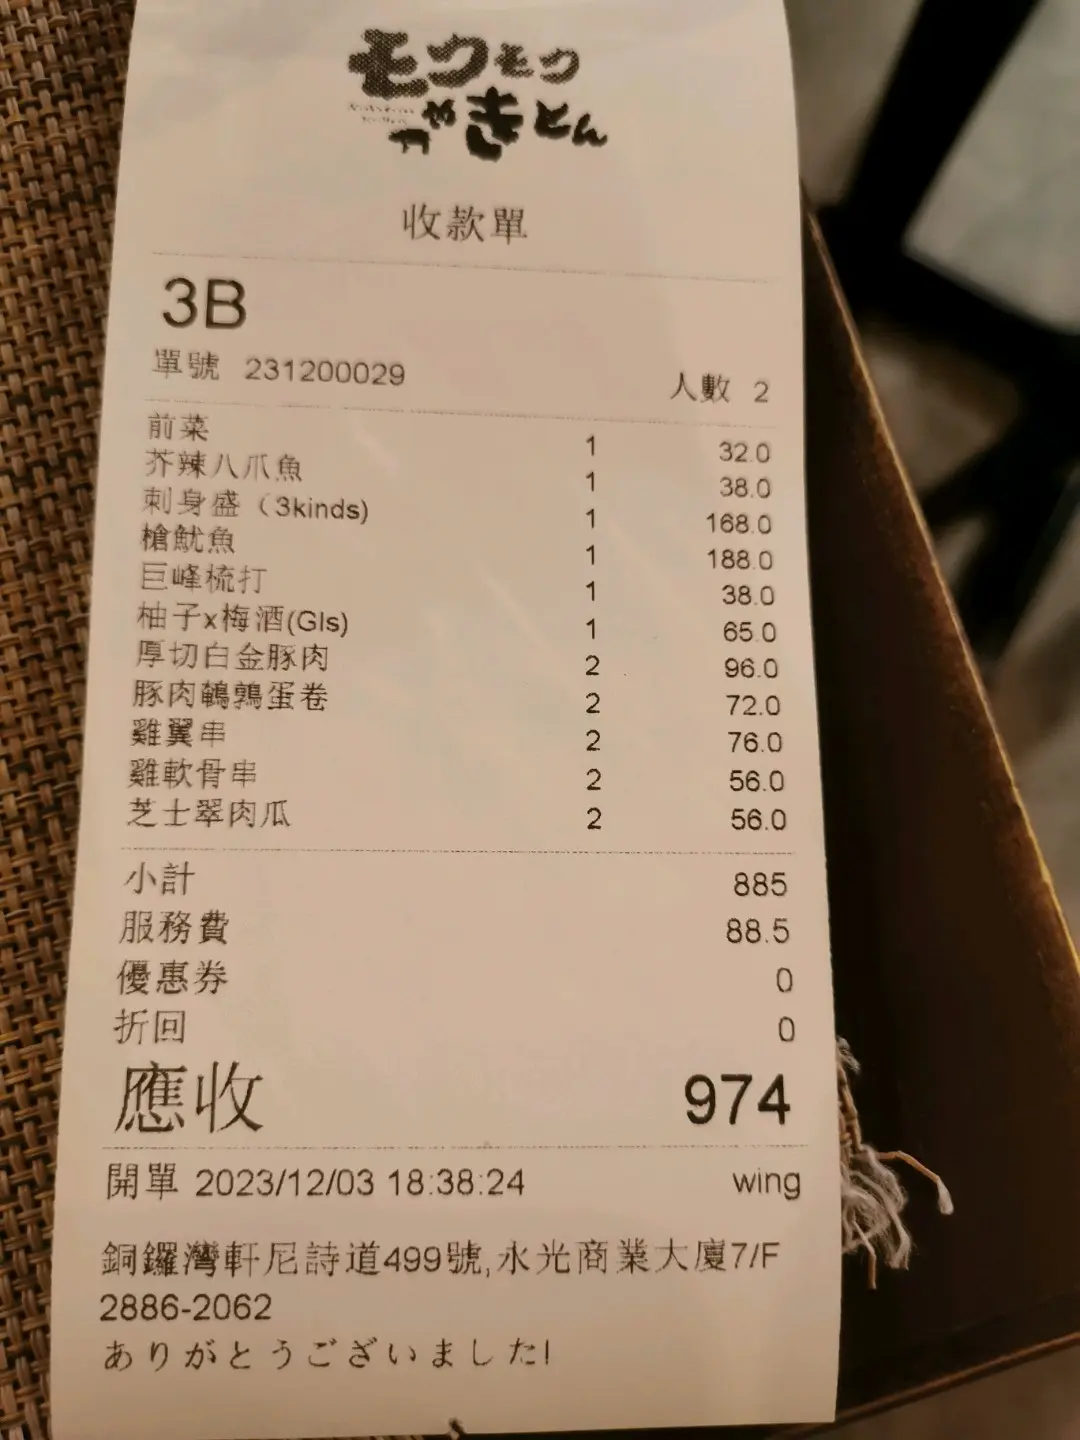 モクモク
やきとん
收款單
3B
單號 231200029 人數 2
前菜 1 32.0
芥辣八爪魚 1 38.0
刺身盛（3kinds) 1 168.0
槍魷魚 1 188.0
巨峰梳打 1 38.0
柚子x梅酒(Gls) 1 65.0
厚切白金豚肉 2 96.0
豚肉鵪鶉蛋卷 2 72.0
雞翼串 2 76.0
雞軟骨串 2 56.0
芝士翠肉瓜 2 56.0
小計 885
服務費 88.5
優惠券 0
折回 0
應收 974
開單 2023/12/03 18:38:24 wing
銅鑼灣軒尼詩道499號,永光商業大廈7/F
2886-2062
ありがとうございました!